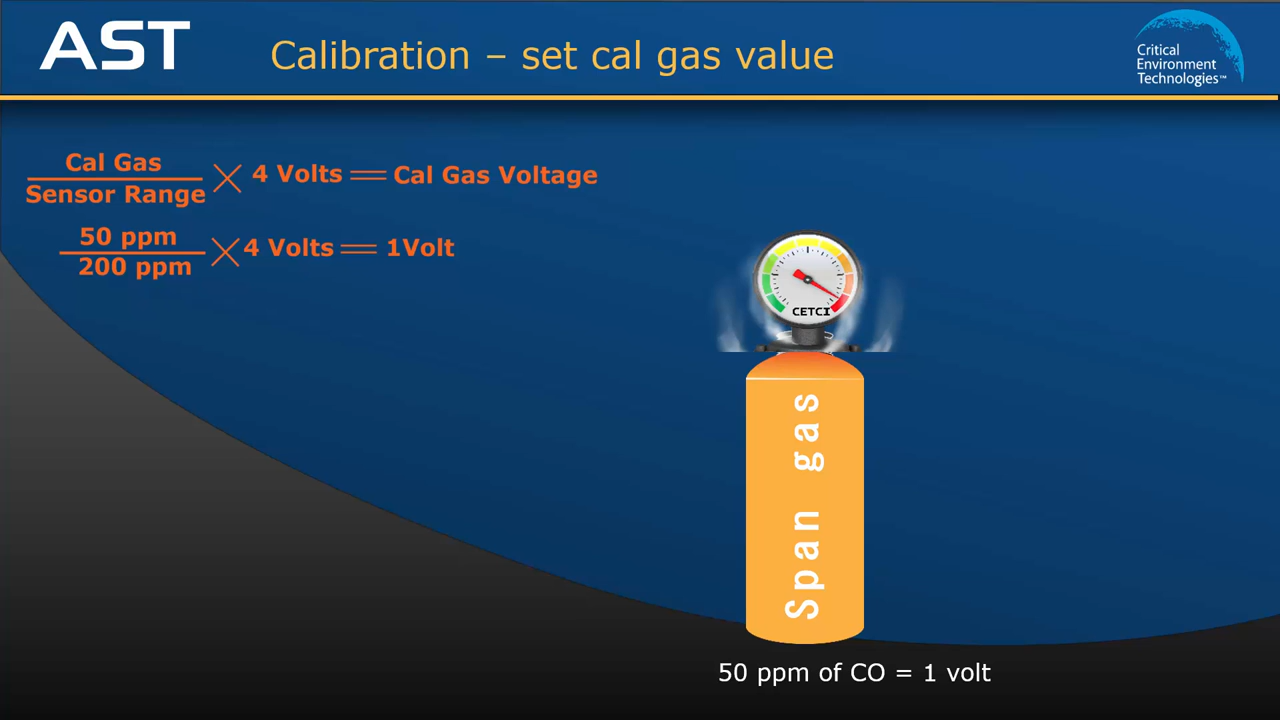 AST
Calibration – set cal gas value
Critical
Environment
Technologies™
Cal Gas
Sensor Range
× 4 Volts = Cal Gas Voltage
50 ppm
200 ppm
× 4 Volts = 1Volt
CETCI
Span gas
50 ppm of CO = 1 volt